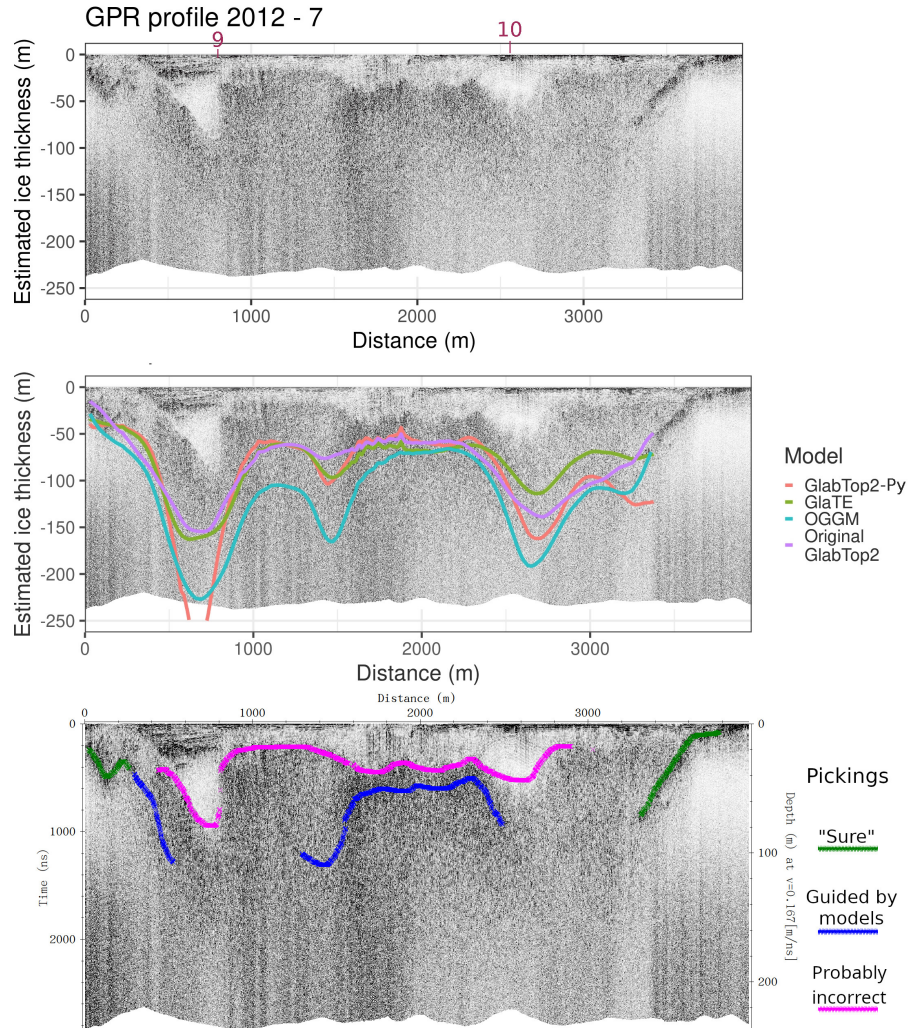 GPR profile 2012 - 7
9
10
Estimated ice thickness (m)
0
-50
-100
-150
-200
-250
0
1000
2000
3000
Distance (m)
Estimated ice thickness (m)
0
-50
-100
-150
-200
-250
0
1000
2000
3000
Distance (m)
Model
GlabTop2-Py
GlaTE
OGGM
Original
GlabTop2
Distance (m)
0
1000
2000
3000
Time (ns)
0
1000
2000
Depth (m) at v=0.167[m/ns]
0
100
200
Pickings
"Sure"
Guided by
models
Probably
incorrect